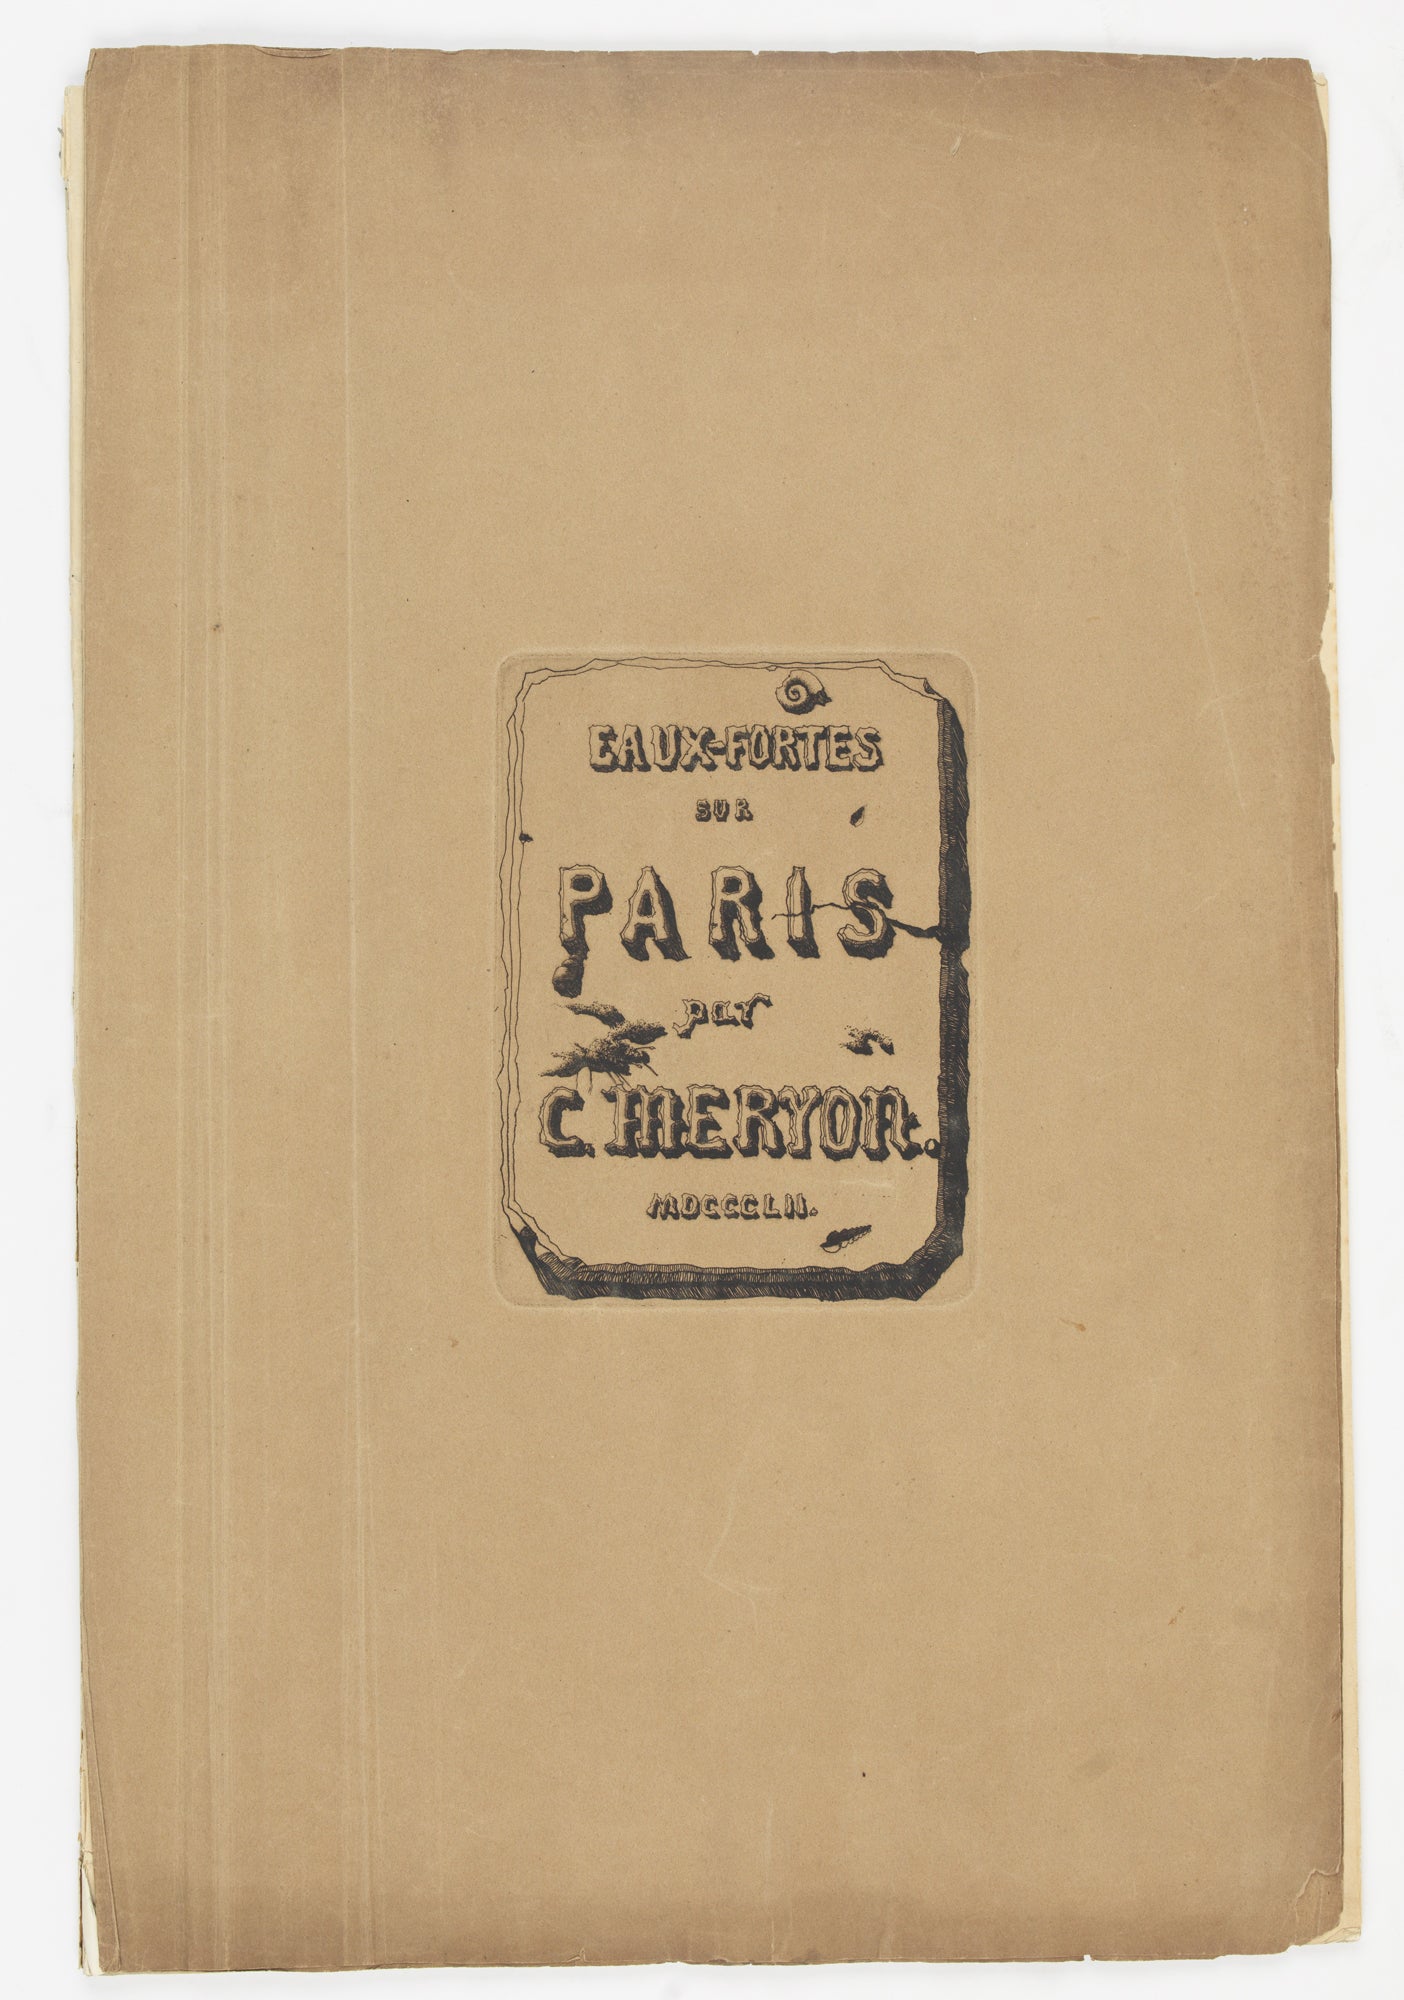 EAUX-FORTES
SUR
PARIS
par
C. MERYON.
MDCCCLII.